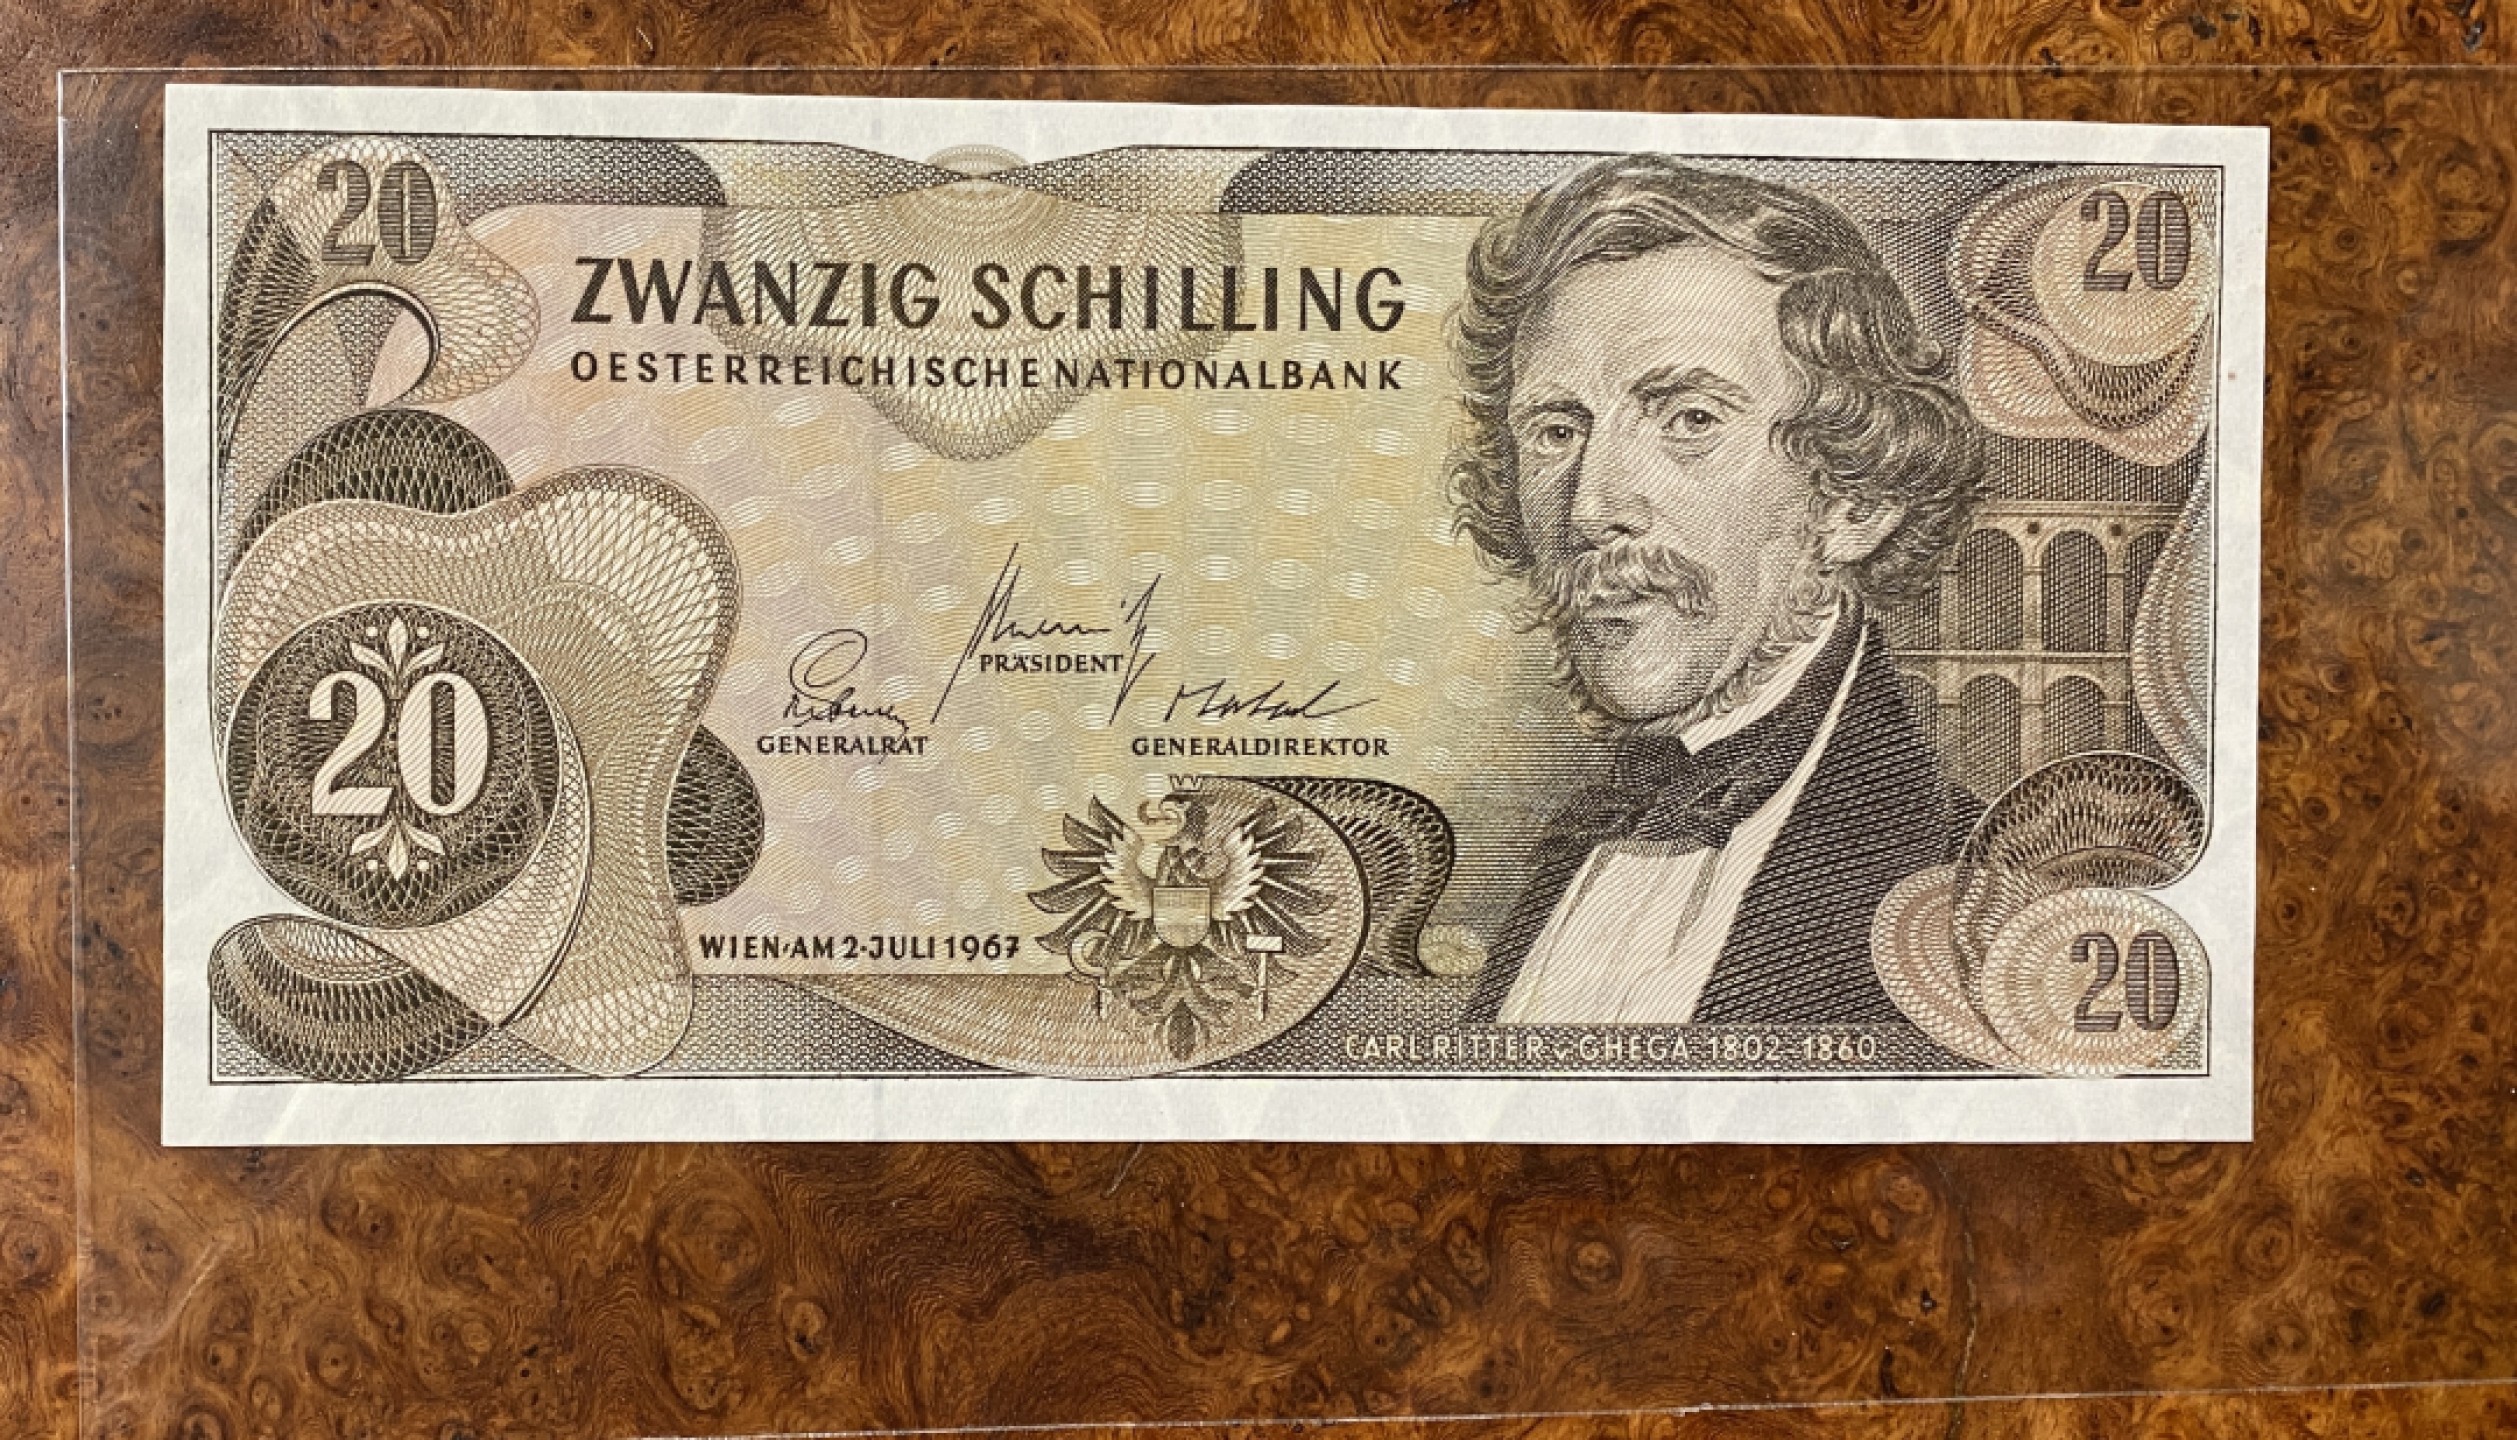 20
20
ZWANZIG SCHILLING
OESTERREICHISCHE NATIONALBANK
PRÄSIDENT
GENERALRAT
GENERALDIREKTOR
20
WIEN·AM 2·JULI 1967
20
CARL RITTER v. GHEGA 1802-1860